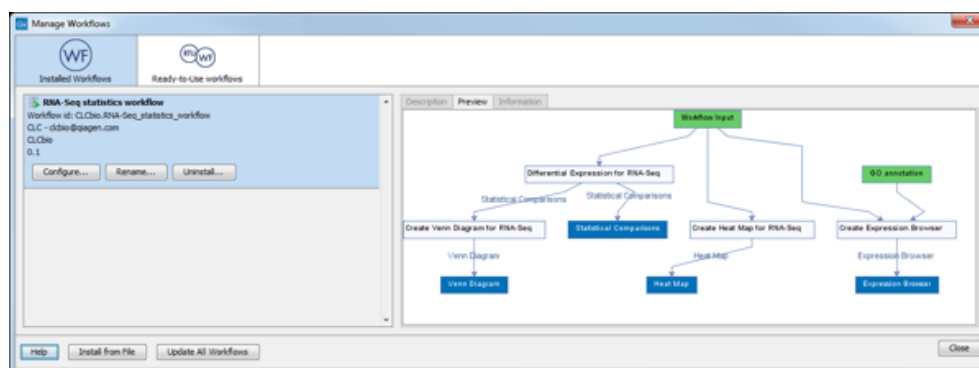 Manage Workflows
WF
WF
Installed Workflows
Ready-to-Use workflows
RNA-Seq statistics workflow
Workflow id: CLCbio.RNA-Seq_statistics_workflow
CLC - clcbio@qiagen.com
CLCbio
0.1
Configure...
Rename...
Uninstall...
Description
Preview
Information
Workflow Input
Differential Expression for RNA-Seq
GO annotation
Statistical Comparisons
Statistical Comparisons
Create Venn Diagram for RNA-Seq
Statistical Comparisons
Create Heat Map for RNA-Seq
Create Expression Browser
Venn Diagram
Heat Map
Expression Browser
Venn Diagram
Heat Map
Expression Browser
Help
Install from File
Update All Workflows
Close